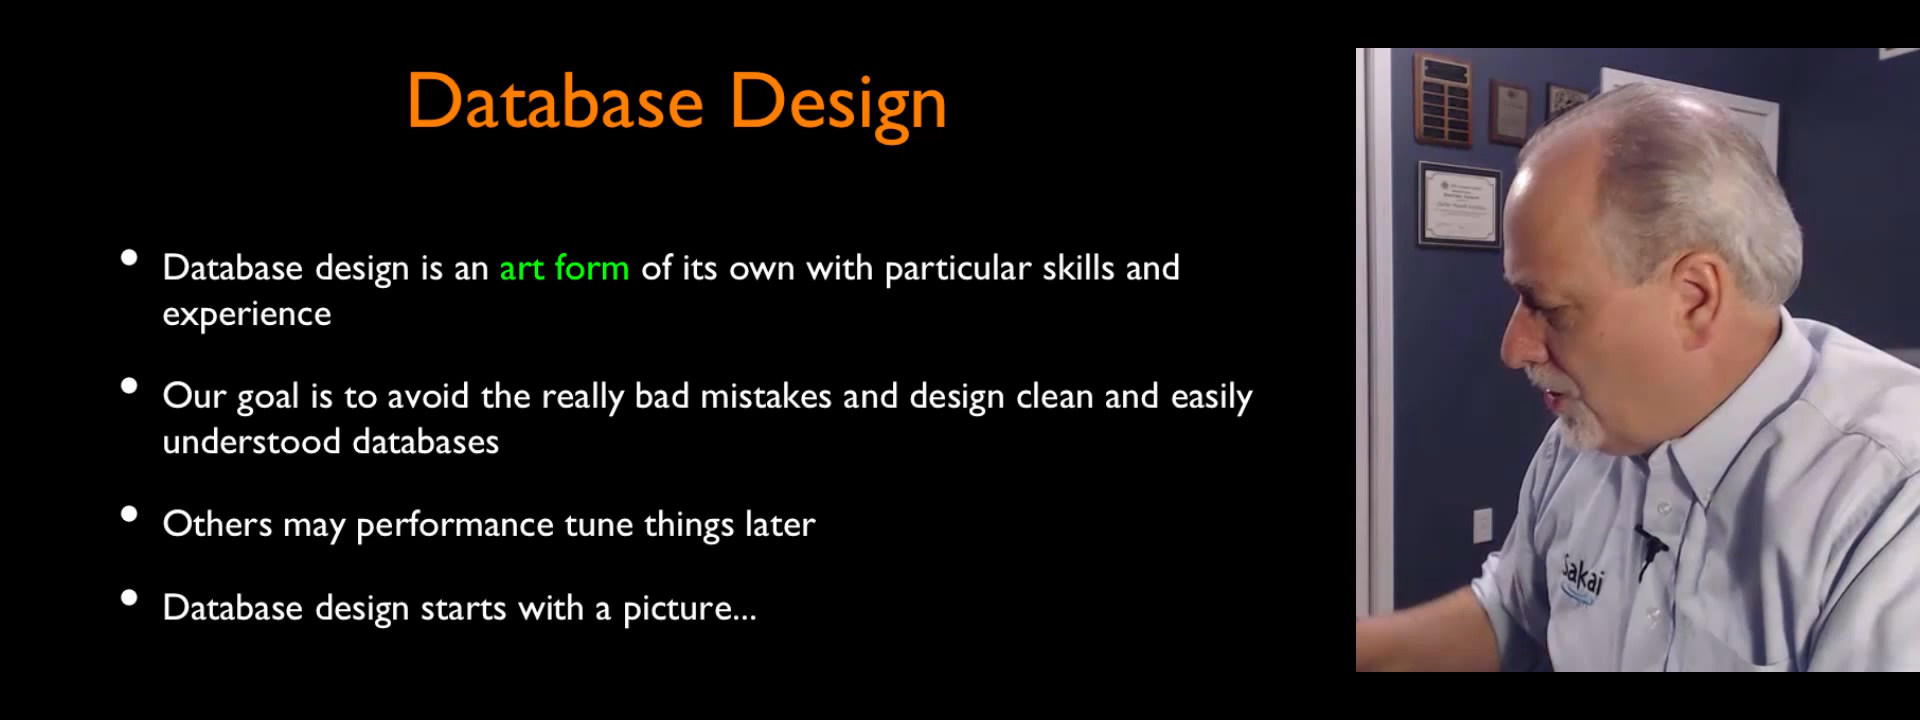 Database Design
• Database design is an art form of its own with particular skills and
experience
• Our goal is to avoid the really bad mistakes and design clean and easily
understood databases
• Others may performance tune things later
• Database design starts with a picture...
Sakai